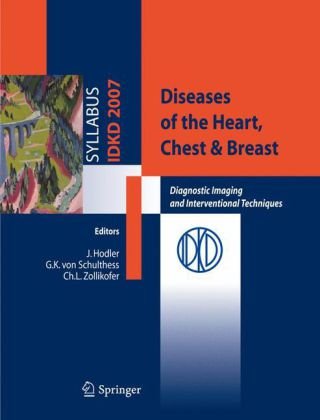 SYLLABUS
IDKD 2007
Diseases
of the Heart,
Chest & Breast
Diagnostic Imaging
and Interventional Techniques
Editors
J. Hodler
G.K. von Schulthess
Ch.L. Zollikofer
IDKD
Springer